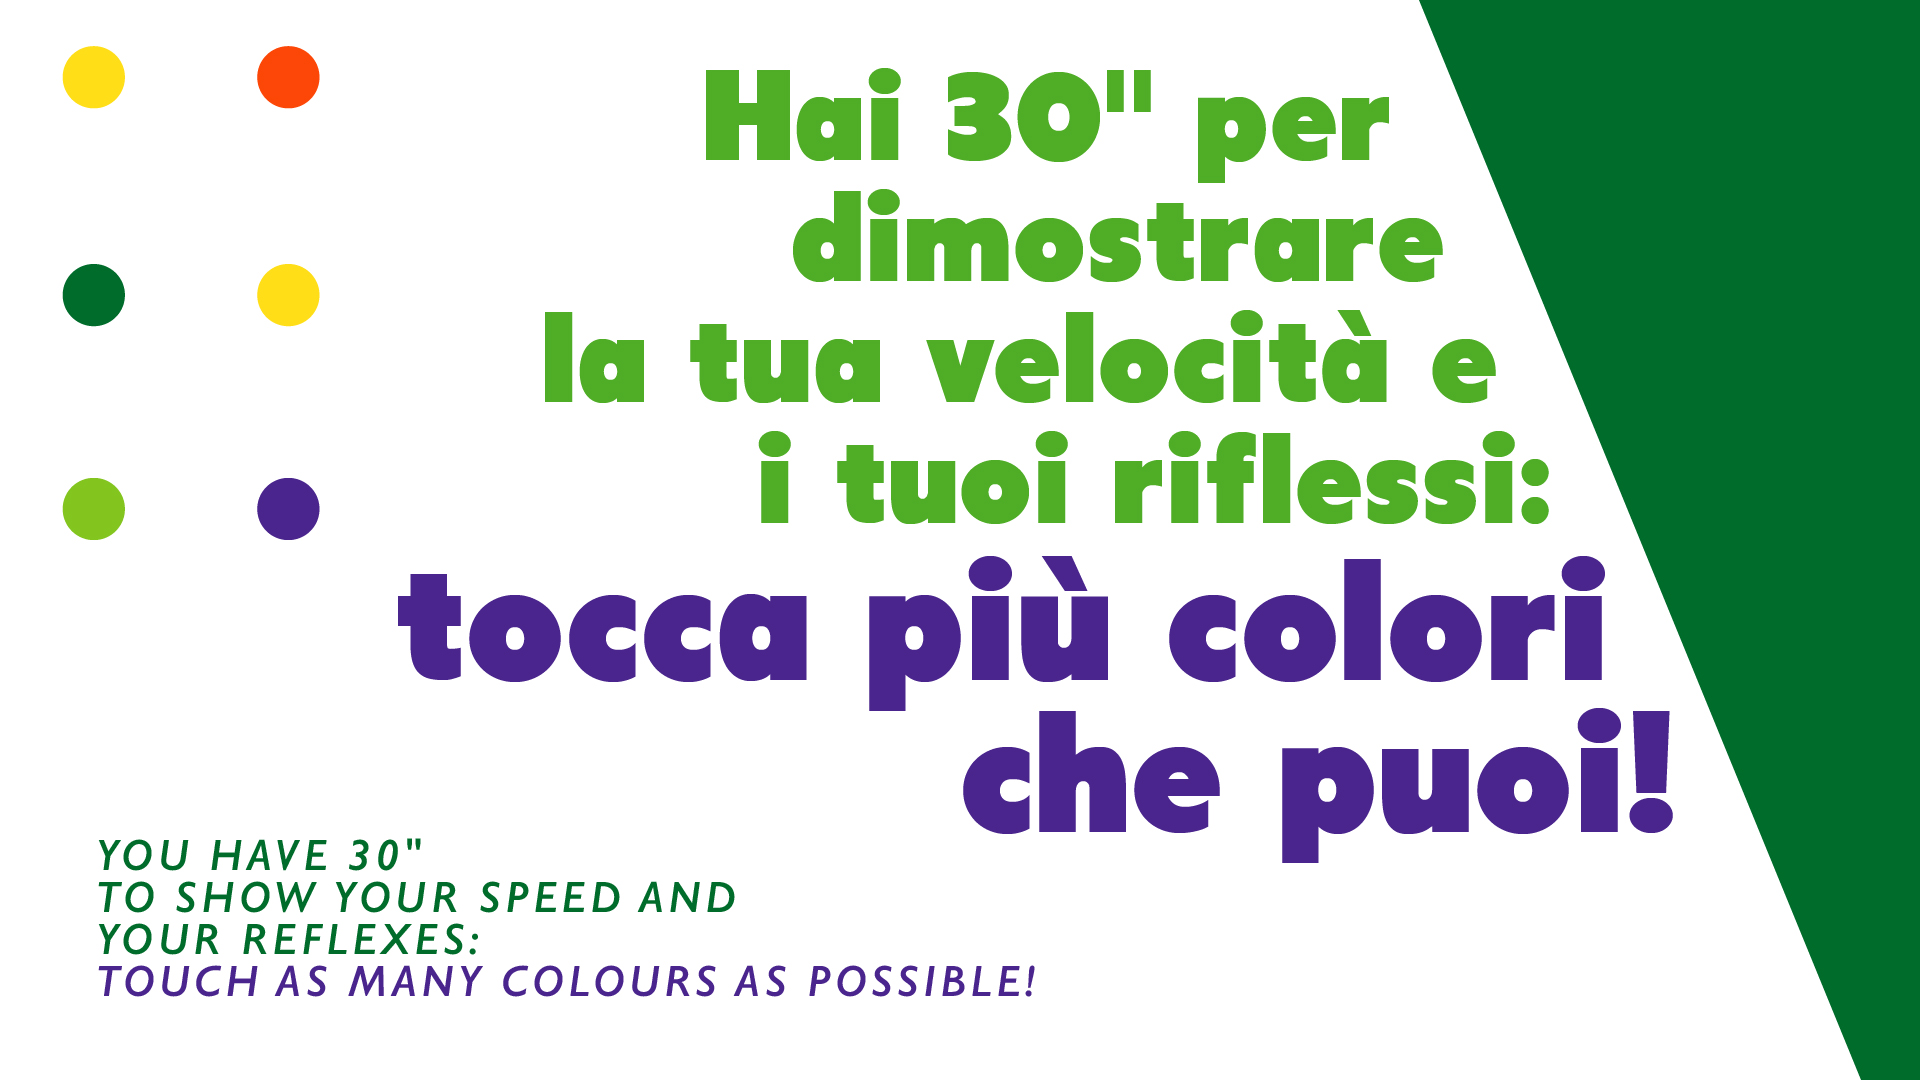 Hai 30" per
dimostrare
la tua velocità e
i tuoi riflessi:
tocca più colori
che puoi!
YOU HAVE 30"
TO SHOW YOUR SPEED AND
YOUR REFLEXES:
TOUCH AS MANY COLOURS AS POSSIBLE!